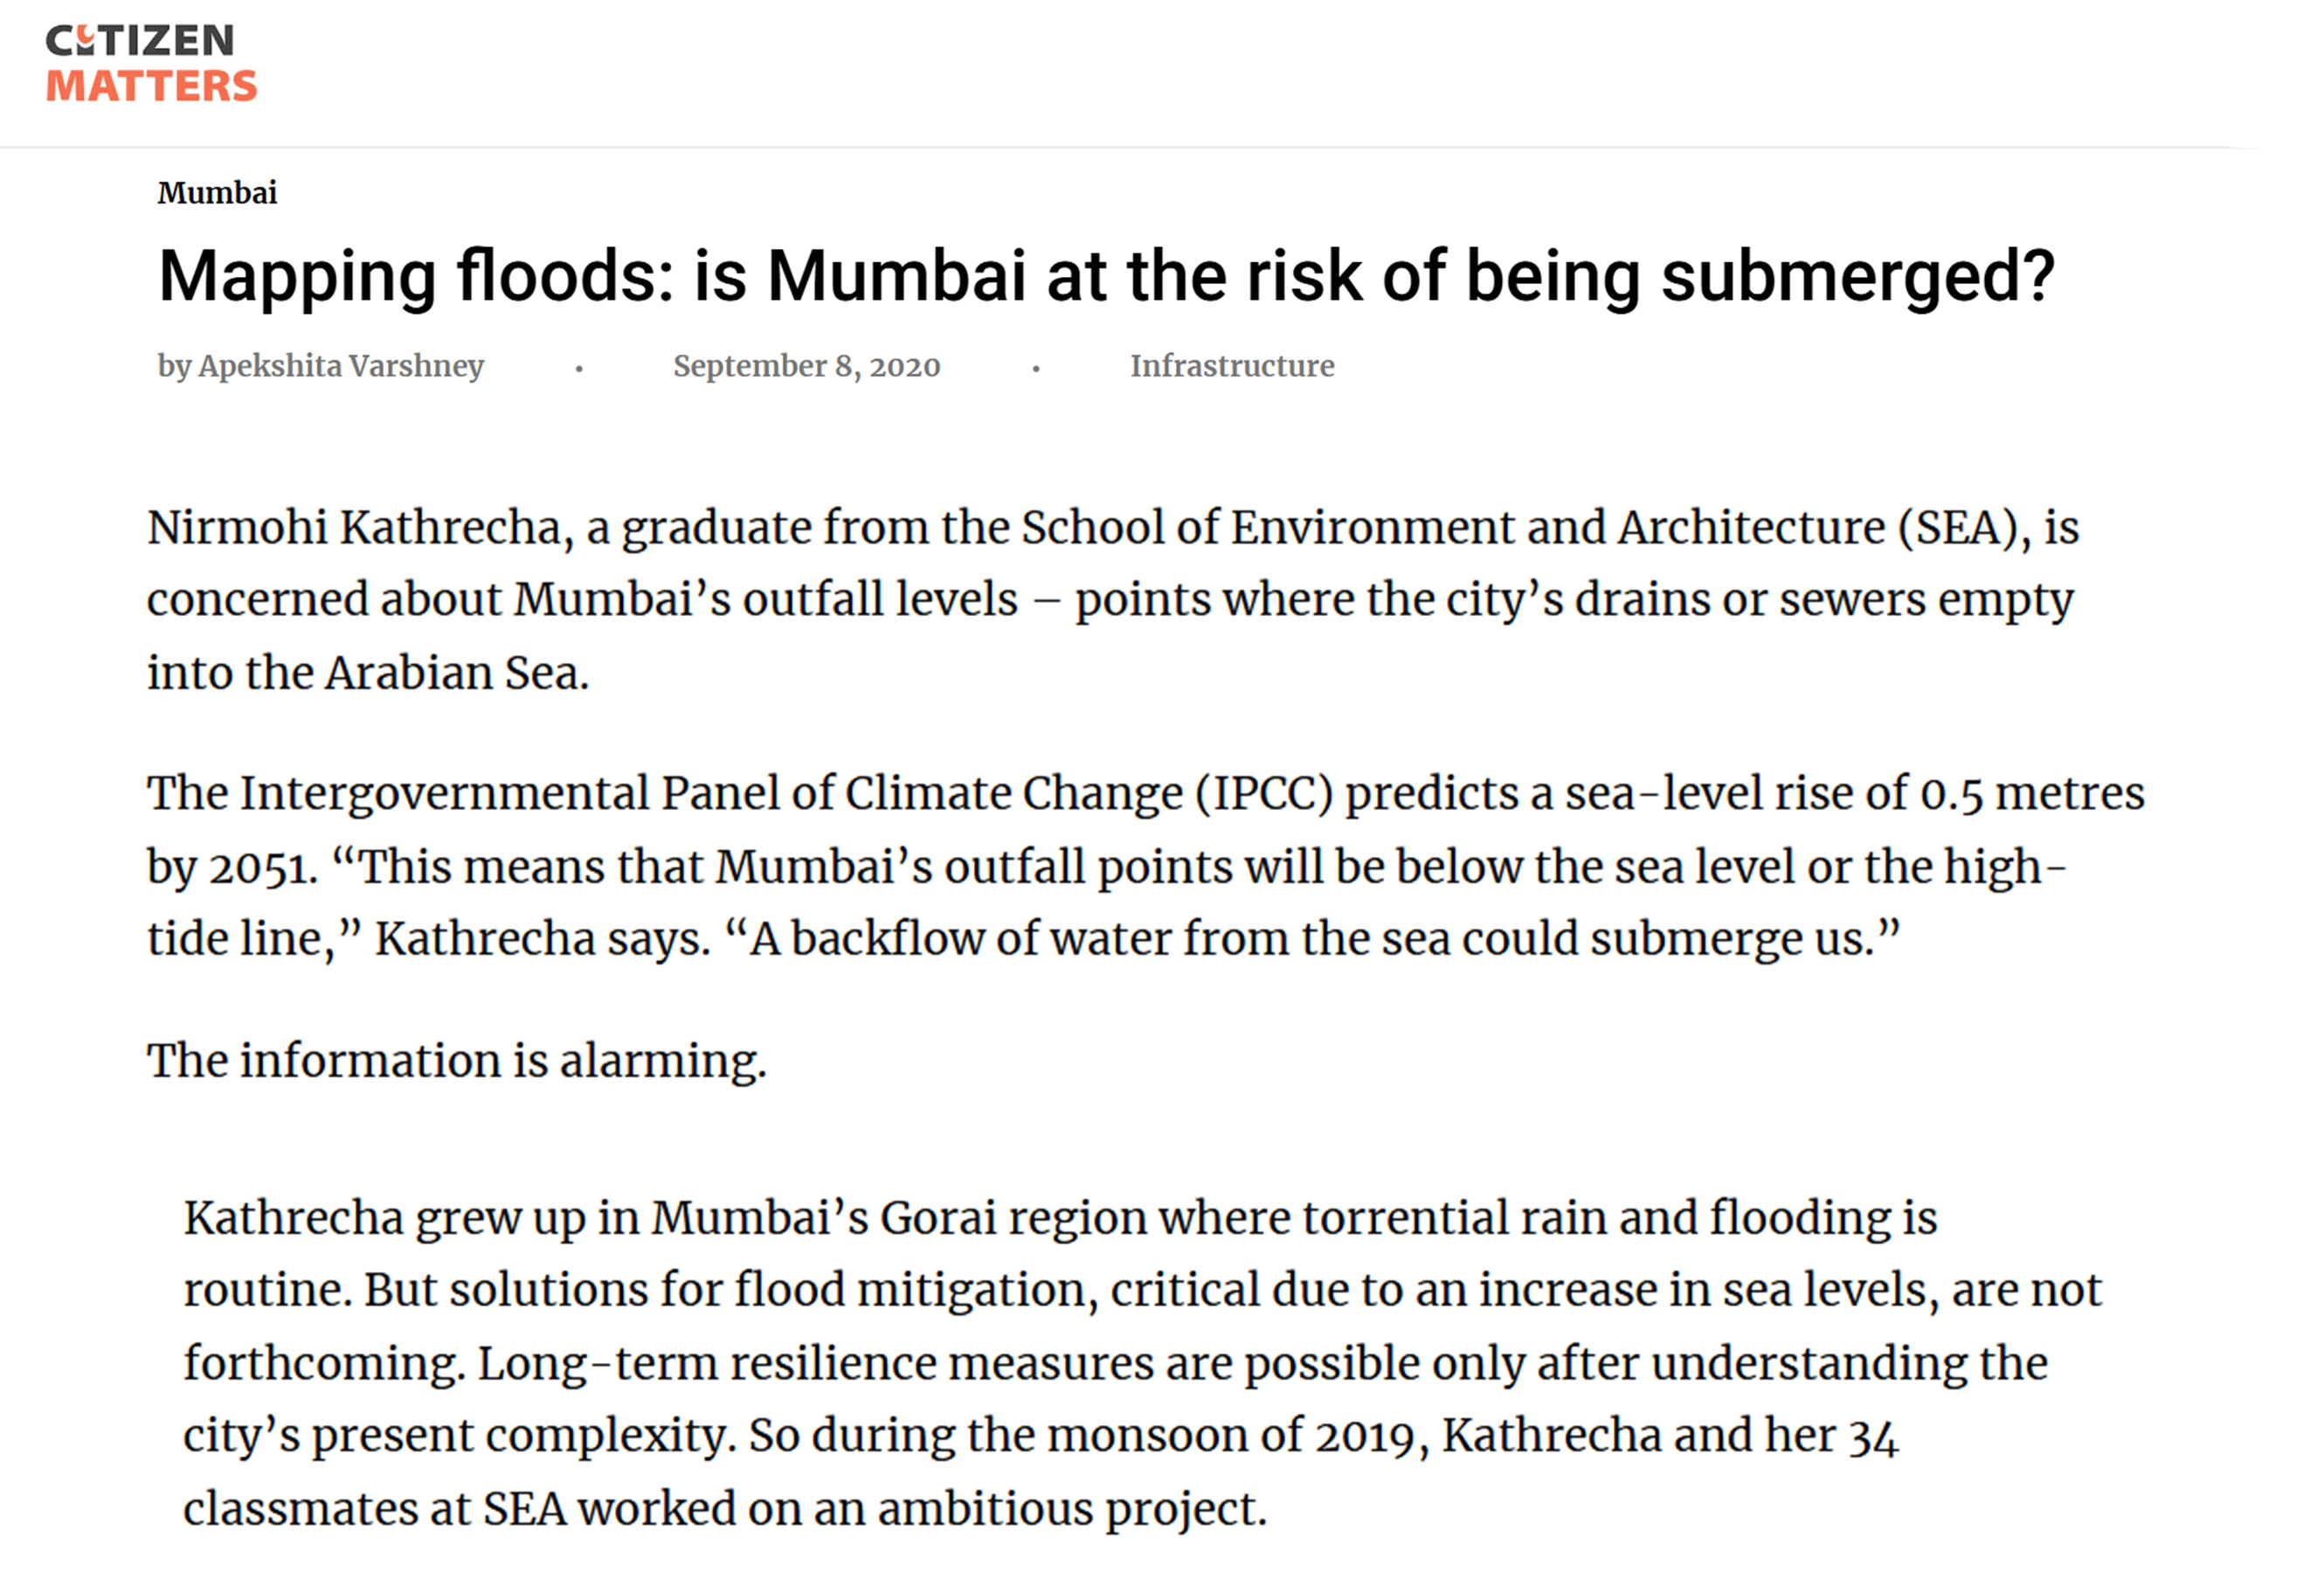 CITIZEN
MATTERS
Mumbai
Mapping floods: is Mumbai at the risk of being submerged?
by Apekshita Varshney · September 8, 2020 · Infrastructure
Nirmohi Kathrecha, a graduate from the School of Environment and Architecture (SEA), is
concerned about Mumbai’s outfall levels – points where the city’s drains or sewers empty
into the Arabian Sea.
The Intergovernmental Panel of Climate Change (IPCC) predicts a sea-level rise of 0.5 metres
by 2051. “This means that Mumbai’s outfall points will be below the sea level or the high-
tide line,” Kathrecha says. “A backflow of water from the sea could submerge us.”
The information is alarming.
Kathrecha grew up in Mumbai’s Gorai region where torrential rain and flooding is
routine. But solutions for flood mitigation, critical due to an increase in sea levels, are not
forthcoming. Long-term resilience measures are possible only after understanding the
city’s present complexity. So during the monsoon of 2019, Kathrecha and her 34
classmates at SEA worked on an ambitious project.